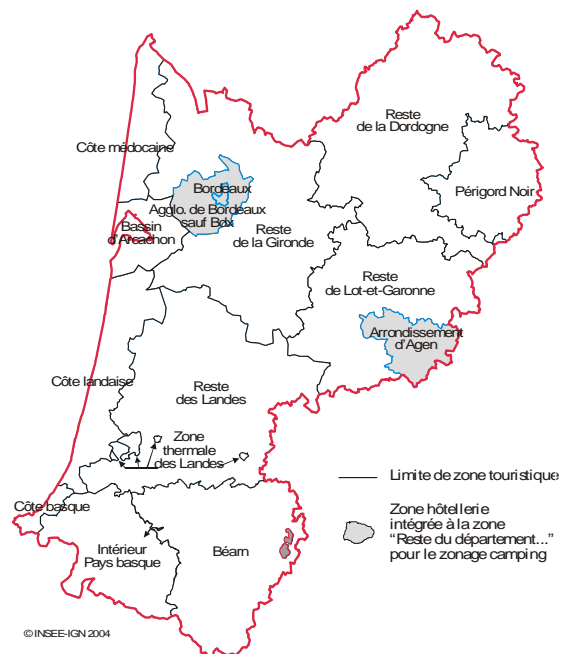 Reste
de la Dordogne
Côte médocaine
Périgord Noir
Bordeaux
Agglo. de Bordeaux
sauf Bdx
Bassin
d'Arcachon
Reste
de la Gironde
Reste
de Lot-et-Garonne
Arrondissement
d'Agen
Côte landaise
Reste
des Landes
Zone
thermale
des Landes
Côte basque
Intérieur
Pays basque
Béarn
Limite de zone touristique
Zone hôtellerie
intégrée à la zone
"Reste du département..."
pour le zonage camping
© INSEE-IGN 2004